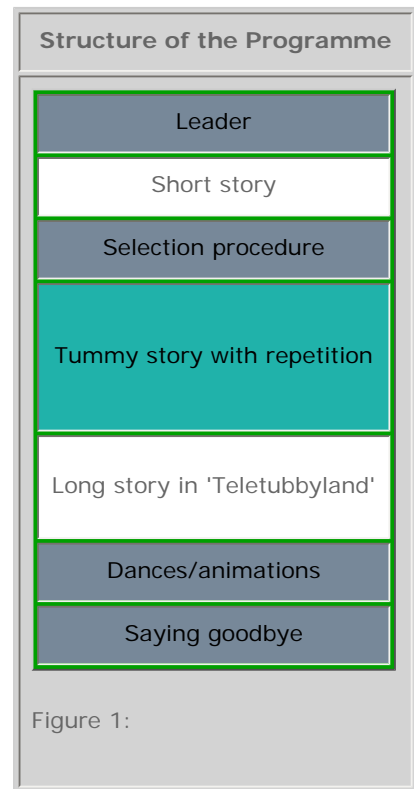 Structure of the Programme
Leader
Short story
Selection procedure
Tummy story with repetition
Long story in 'Teletubbyland'
Dances/animations
Saying goodbye
Figure 1: